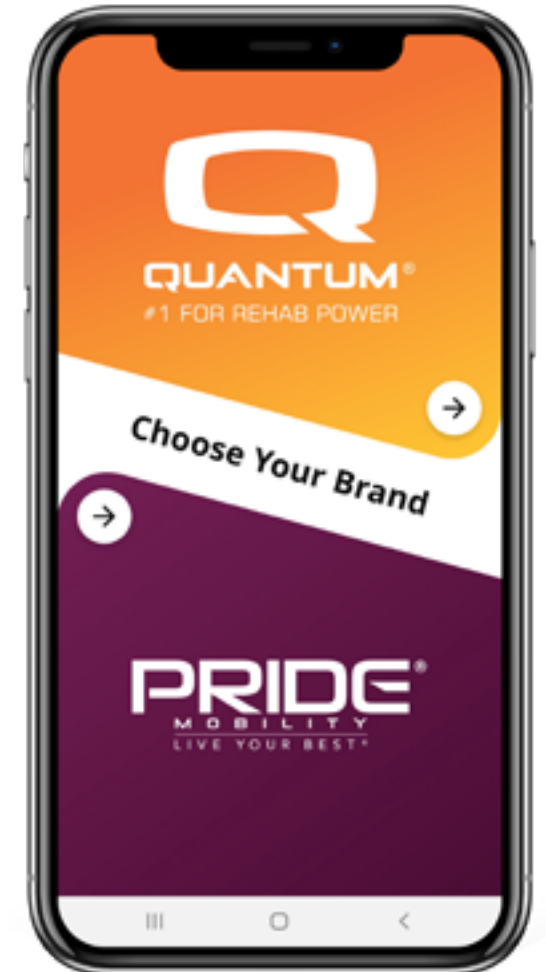 QUANTUM®
#1 FOR REHAB POWER
Choose Your Brand
PRIDE®
MOBILITY
LIVE YOUR BEST®